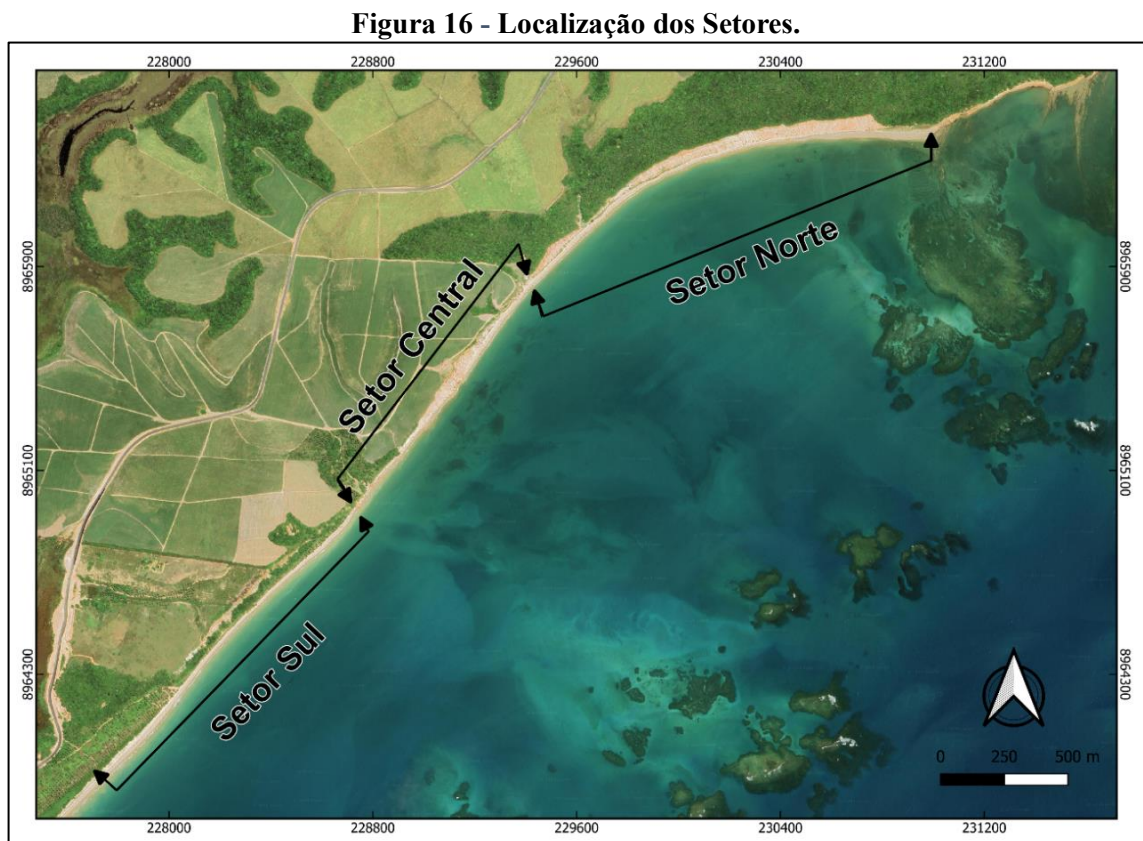 Figura 16 - Localização dos Setores.
228000 228800 229600 230400 231200
8965900 8965900
8965100 8965100
8964300 8964300
Setor Norte
Setor Central
Setor Sul
0 250 500 m
228000 228800 229600 230400 231200